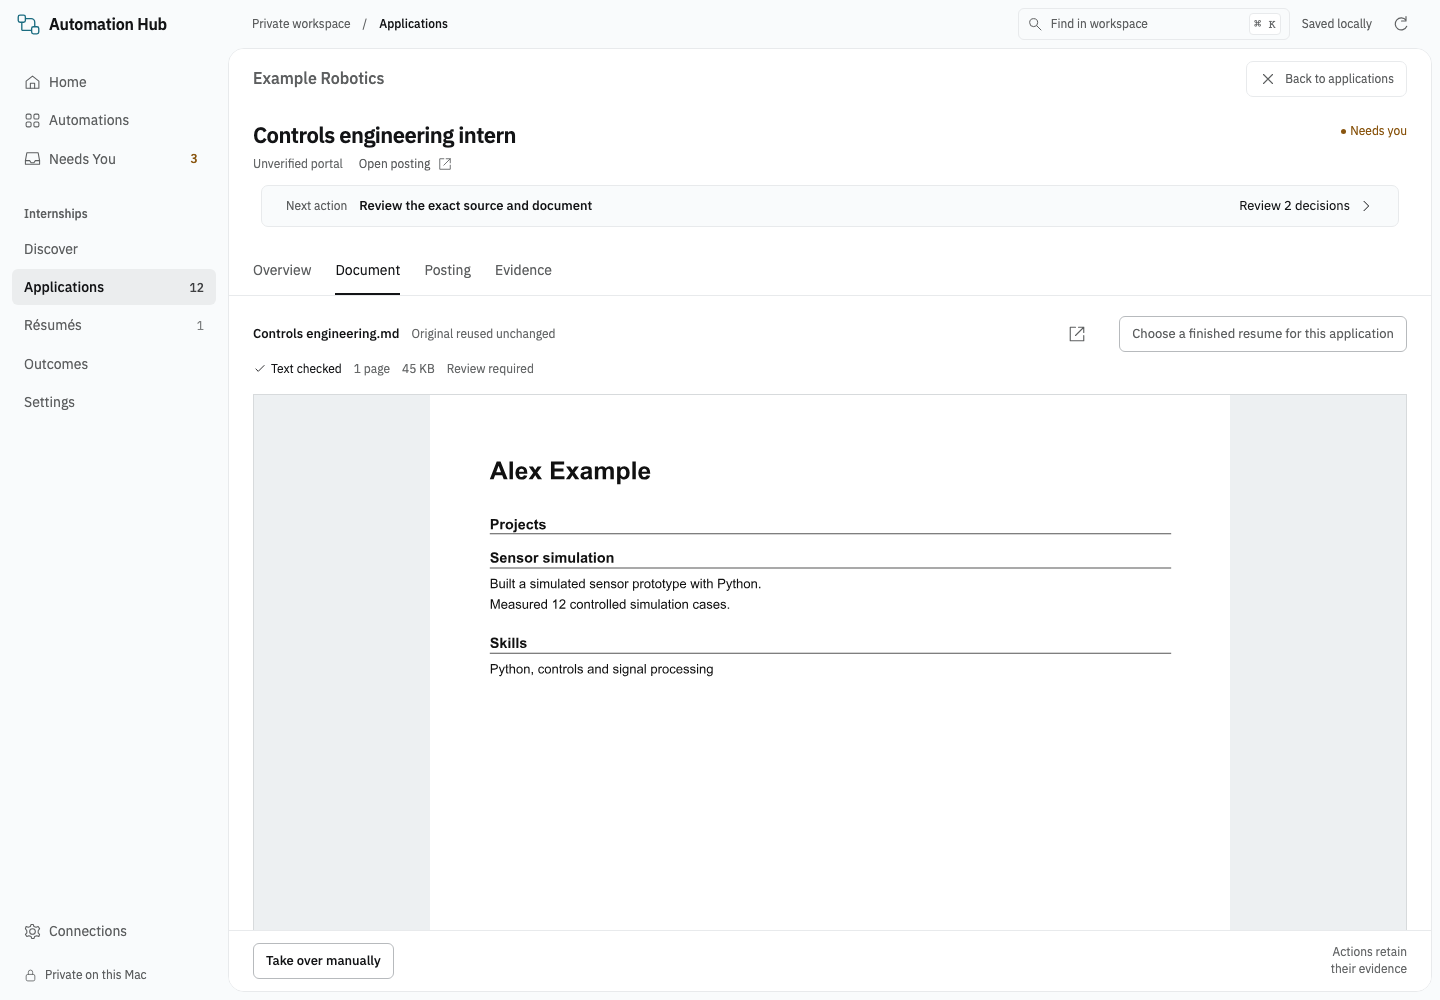 Automation Hub
Private workspace / Applications
Find in workspace ⌘ K
Saved locally
Home
Automations
Needs You 3
Internships
Discover
Applications 12
Résumés 1
Outcomes
Settings
Connections
Private on this Mac
Example Robotics
Back to applications
Controls engineering intern
Needs you
Unverified portal Open posting
Next action Review the exact source and document
Review 2 decisions
Overview Document Posting Evidence
Controls engineering.md Original reused unchanged
Choose a finished resume for this application
Text checked 1 page 45 KB Review required
Alex Example
Projects
Sensor simulation
Built a simulated sensor prototype with Python.
Measured 12 controlled simulation cases.
Skills
Python, controls and signal processing
Take over manually
Actions retain
their evidence